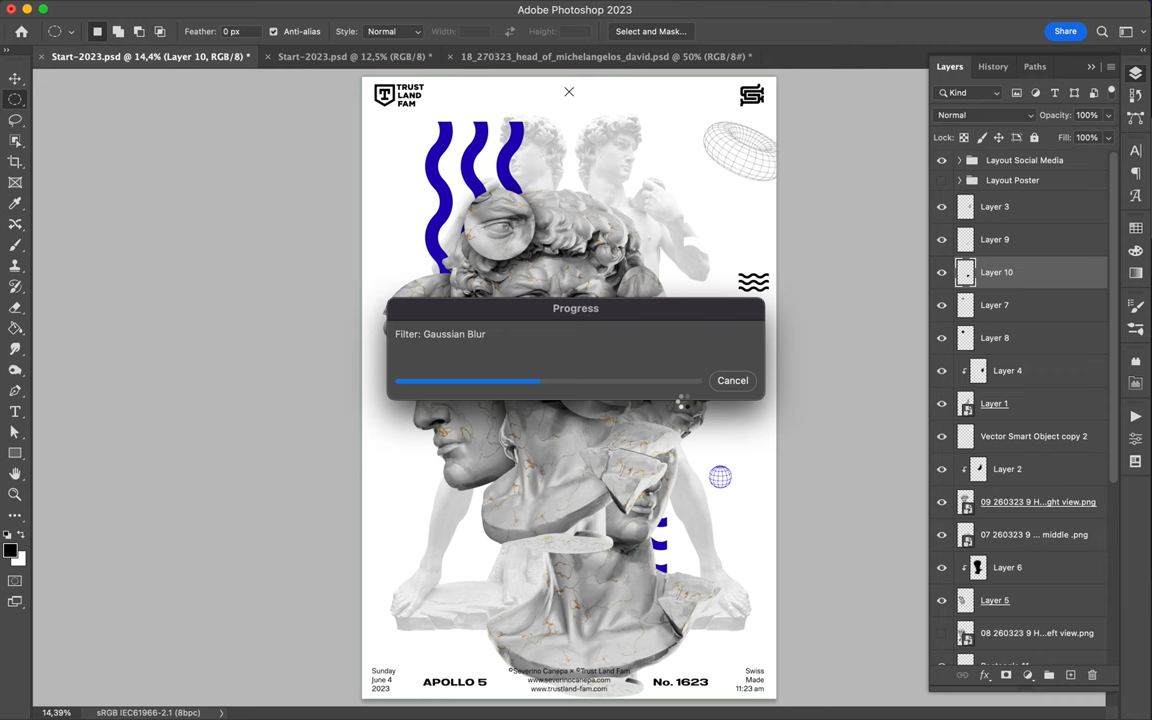 Adobe Photoshop 2023
Feather: 0 px
Anti-alias
Style: Normal
Width:
Height:
Select and Mask...
Share
Start-2023.psd @ 14,4% (Layer 10, RGB/8) *
Start-2023.psd @ 12,5% (RGB/8) *
18_270323_head_of_michelangelos_david.psd @ 50% (RGB/8#) *
Layers
History
Paths
Kind
Normal
Opacity: 100%
Lock:
Fill: 100%
Layout Social Media
Layout Poster
Layer 3
Layer 9
Layer 10
Layer 7
Layer 8
Layer 4
Layer 1
Vector Smart Object copy 2
Layer 2
09 260323 9 H...ght view.png
07 260323 9 ... middle .png
Layer 6
Layer 5
08 260323 9 H...eft view.png
TRUST
LAND
FAM
Progress
Filter: Gaussian Blur
Cancel
Sunday
June 4
2023
APOLLO 5
©Severino Canepa × ©Trust Land Fam
www.severinocanepa.com
www.trustland-fam.com
No. 1623
Swiss
Made
11:23 am
14,39%
sRGB IEC61966-2.1 (8bpc)